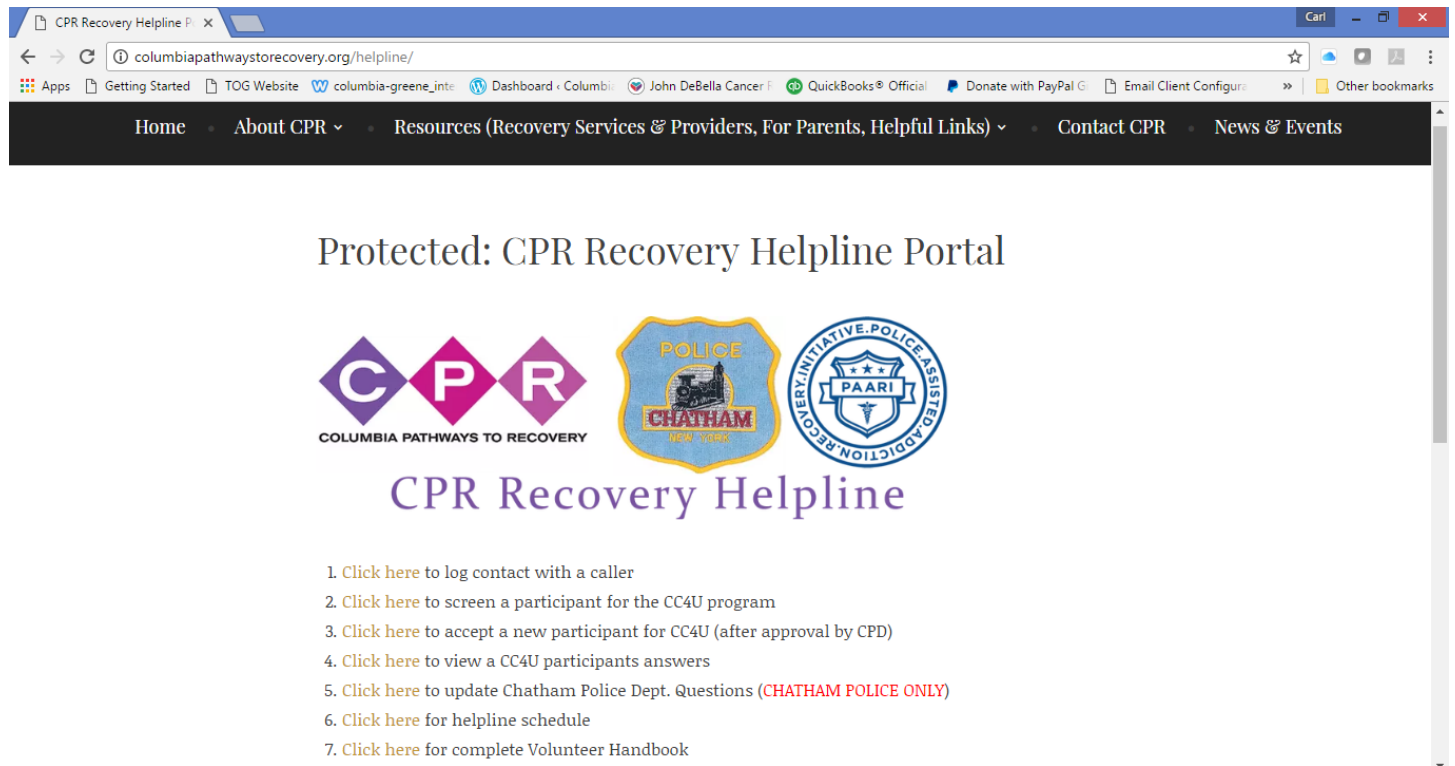 CPR Recovery Helpline P
Carl
columbiapathwaystorecovery.org/helpline/
Apps Getting Started TOG Website columbia-greene_inte Dashboard ‹ Columbi John DeBella Cancer QuickBooks® Official Donate with PayPal G Email Client Configura » Other bookmarks
Home About CPR Resources (Recovery Services & Providers, For Parents, Helpful Links) Contact CPR News & Events
Protected: CPR Recovery Helpline Portal
CPR
COLUMBIA PATHWAYS TO RECOVERY
POLICE
CHATHAM
NEW YORK
POLICE.ASSISTED.ADDICTION.RECOVERY.INITIATIVE.
PAARI
CPR Recovery Helpline
1. Click here to log contact with a caller
2. Click here to screen a participant for the CC4U program
3. Click here to accept a new participant for CC4U (after approval by CPD)
4. Click here to view a CC4U participants answers
5. Click here to update Chatham Police Dept. Questions (CHATHAM POLICE ONLY)
6. Click here for helpline schedule
7. Click here for complete Volunteer Handbook